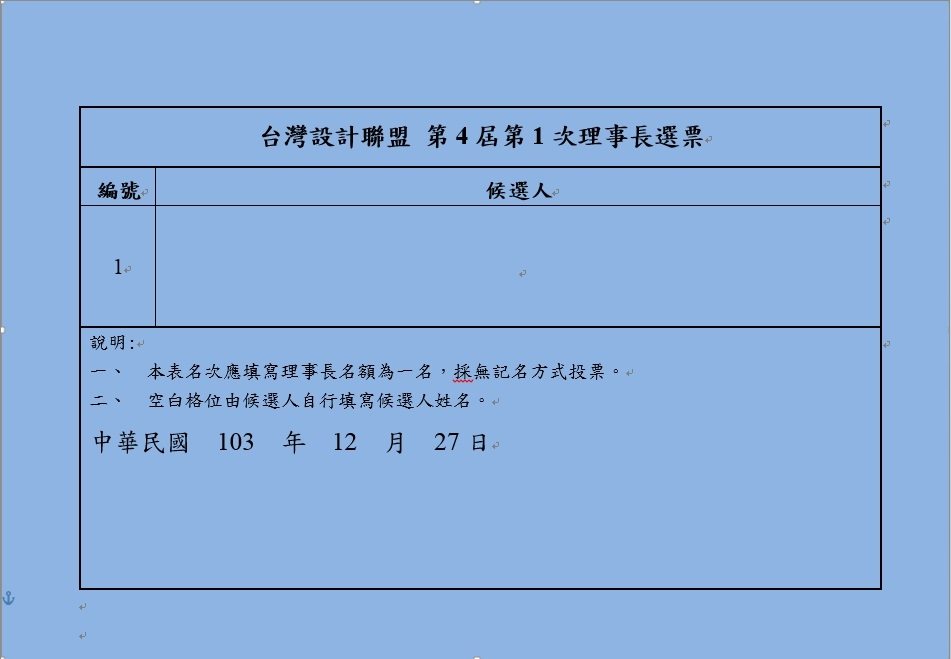 台灣設計聯盟 第 4 屆第 1 次理事長選票
編號 候選人
1
說明:
一、 本表名次應填寫理事長名額為一名，採無記名方式投票。
二、 空白格位由候選人自行填寫候選人姓名。
中華民國 103 年 12 月 27 日